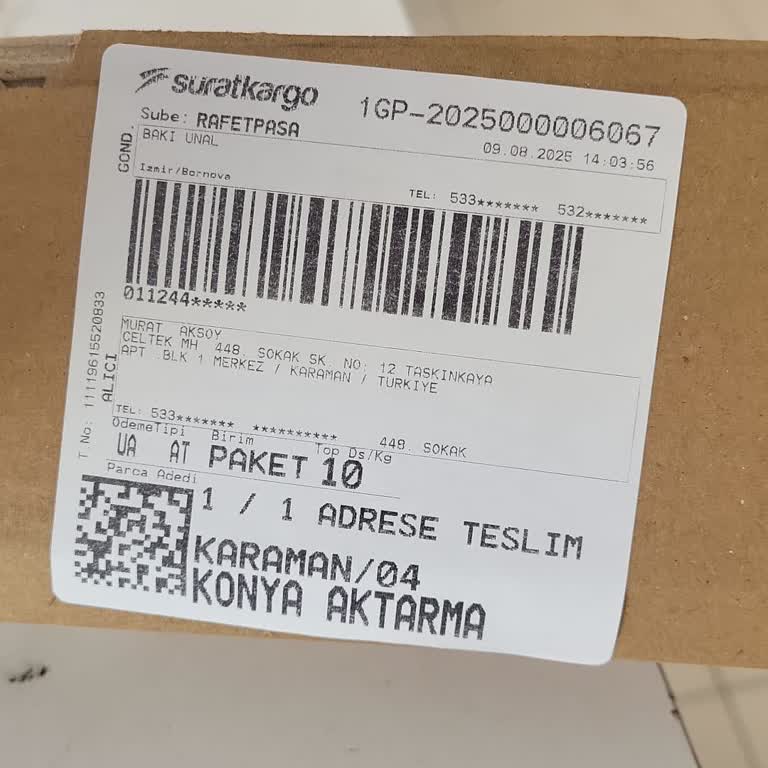 suratkargo
1GP-2025000006067
Sube: RAFETPASA
09.08.2025 14:03:56
GOND.
BAKI UNAL
Izmir/Bornova
TEL: 533******* 532*******
011244*****
T.No: 11119615520833
ALICI
MURAT AKSOY
CELTEK MH 448. SOKAK SK. NO: 12 TASKINKAYA
APT. BLK 1 MERKEZ / KARAMAN / TURKIYE
TEL: 533******* **********
448. SOKAK
OdemeTipi Birim Top Ds/Kg
UA AT PAKET 10
Parca Adedi
1 / 1 ADRESE TESLIM
KARAMAN/04
KONYA AKTARMA